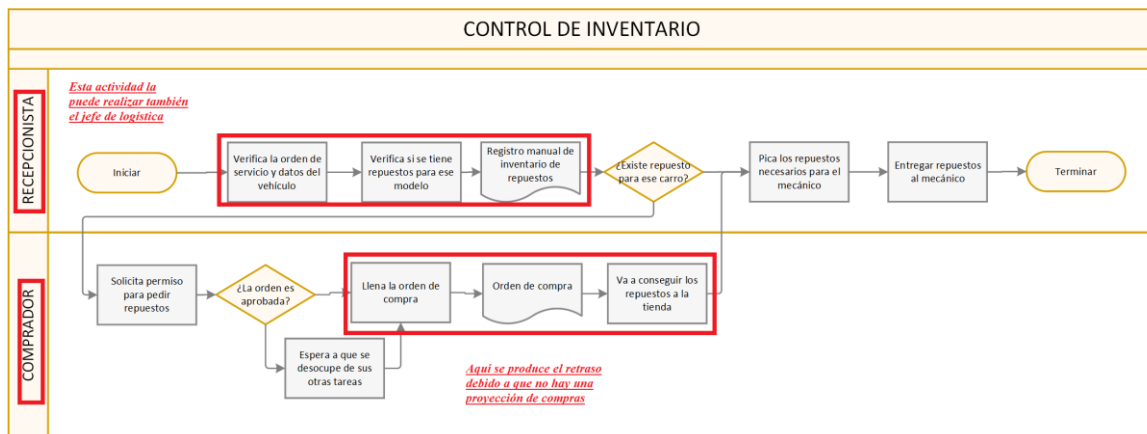 CONTROL DE INVENTARIO
RECEPCIONISTA
Esta actividad la
puede realizar también
el jefe de logística
Iniciar
Verifica la orden de
servicio y datos del
vehículo
Verifica si se tiene
repuestos para ese
modelo
Registro manual de
inventario de
repuestos
¿Existe repuesto
para ese carro?
Pica los repuestos
necesarios para el
mecánico
Entregar repuestos
al mecánico
Terminar
COMPRADOR
Solicita permiso
para pedir
repuestos
¿La orden es
aprobada?
Llena la orden de
compra
Orden de compra
Va a conseguir los
repuestos a la
tienda
Espera a que se
desocupe de sus
otras tareas
Aquí se produce el retraso
debido a que no hay una
proyección de compras